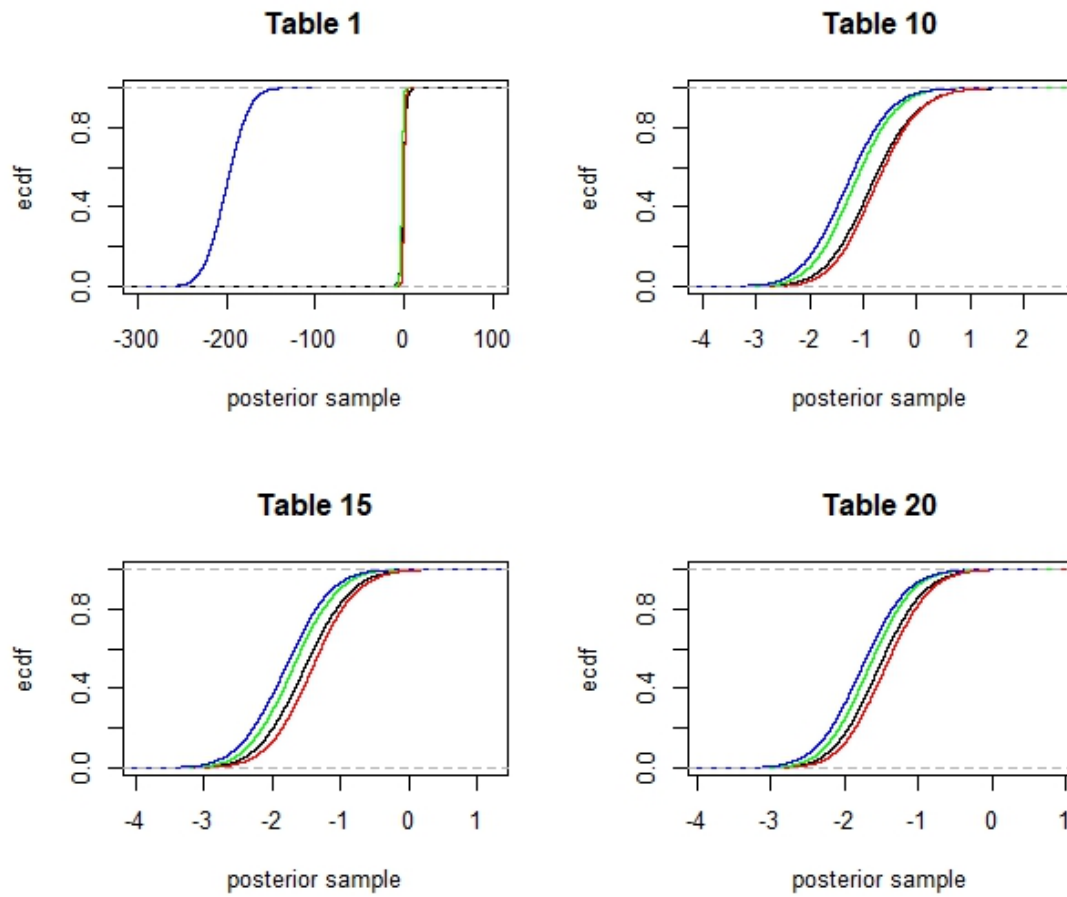 Table 1
ecdf
0.0 0.4 0.8
-300 -200 -100 0 100
posterior sample
Table 10
ecdf
0.0 0.4 0.8
-4 -3 -2 -1 0 1 2
posterior sample
Table 15
ecdf
0.0 0.4 0.8
-4 -3 -2 -1 0 1
posterior sample
Table 20
ecdf
0.0 0.4 0.8
-4 -3 -2 -1 0 1
posterior sample